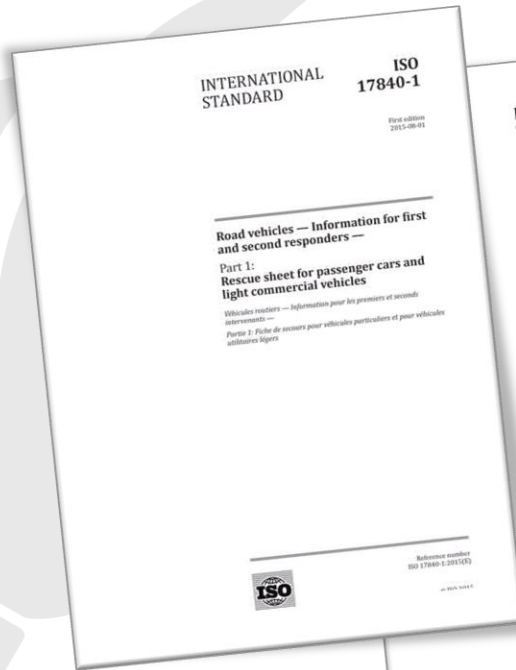 INTERNATIONAL
STANDARD
ISO
17840-1
First edition
2015-08-01
Road vehicles — Information for first
and second responders —
Part 1:
Rescue sheet for passenger cars and
light commercial vehicles
Véhicules routiers — Information pour les premiers et seconds
intervenants —
Partie 1: Fiche de secours pour véhicules particuliers et pour véhicules
utilitaires légers
Reference number
ISO 17840-1:2015(E)
ISO
© ISO 2015